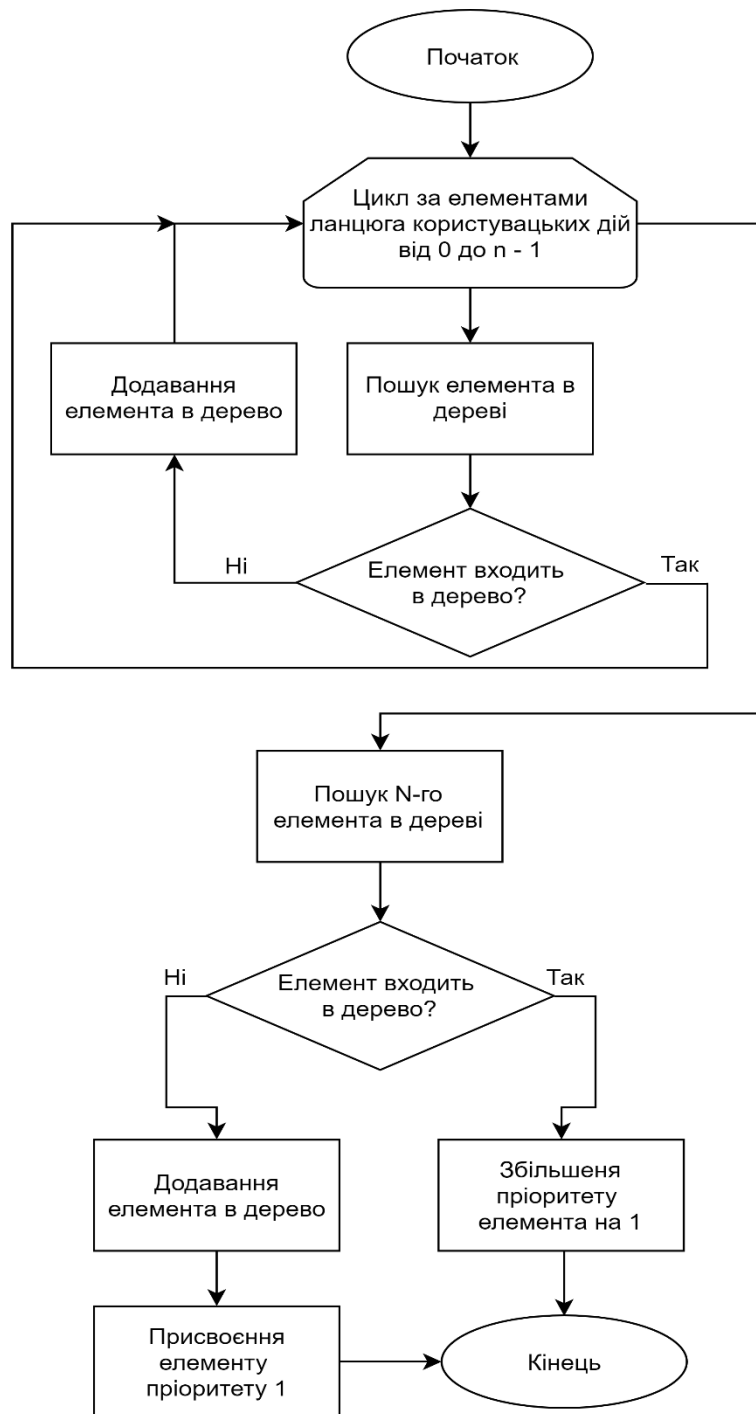 Початок
Цикл за елементами
ланцюга користувацьких дій
від 0 до n - 1
Додавання
елемента в дерево
Пошук елемента в
дереві
Ні
Елемент входить
в дерево?
Так
Пошук N-го
елемента в дереві
Ні
Елемент входить
в дерево?
Так
Додавання
елемента в дерево
Збільшеня
пріоритету
елемента на 1
Присвоєння
елементу
пріоритету 1
Кінець